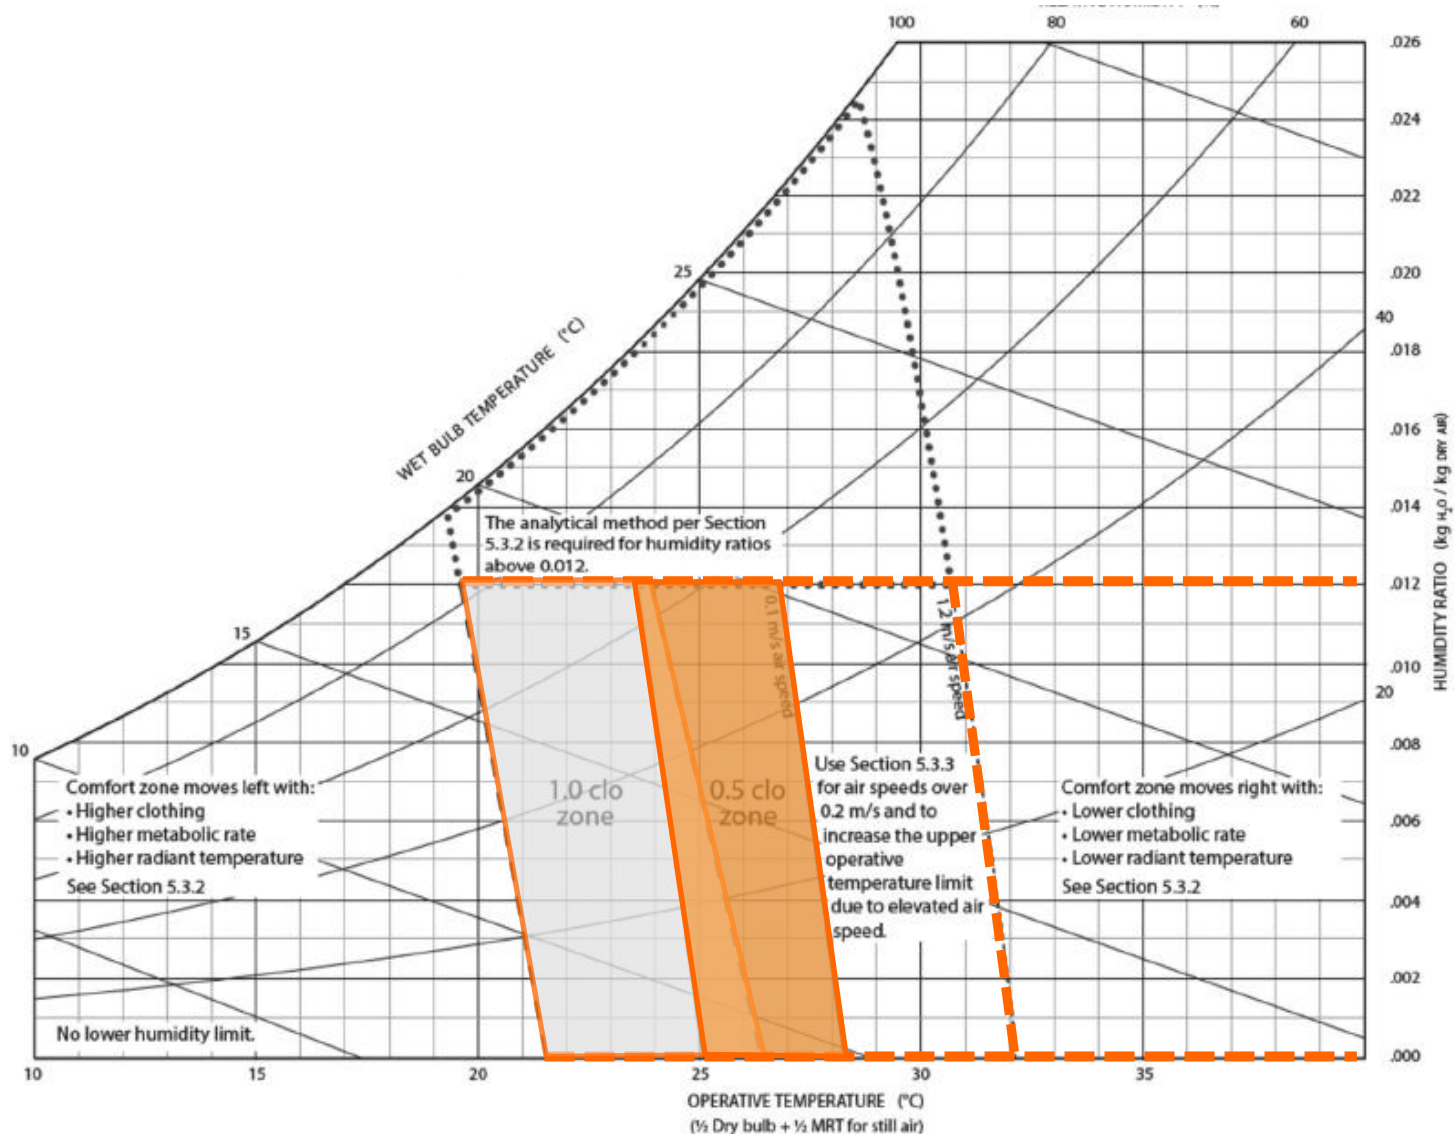 100
80
60
.026
.024
.022
.020
.018
.016
.014
.012
.010
.008
.006
.004
.002
.000
40
20
HUMIDITY RATIO (kg H2O / kg DRY AIR)
25
20
15
10
WET BULB TEMPERATURE (°C)
The analytical method per Section
5.3.2 is required for humidity ratios
above 0.012.
0.1 m/s air speed
1.2 m/s air speed
Comfort zone moves left with:
• Higher clothing
• Higher metabolic rate
• Higher radiant temperature
See Section 5.3.2
1.0 clo
zone
0.5 clo
zone
Use Section 5.3.3
for air speeds over
0.2 m/s and to
increase the upper
operative
temperature limit
due to elevated air
speed.
Comfort zone moves right with:
• Lower clothing
• Lower metabolic rate
• Lower radiant temperature
See Section 5.3.2
No lower humidity limit.
10
15
20
25
30
35
OPERATIVE TEMPERATURE (°C)
(½ Dry bulb + ½ MRT for still air)